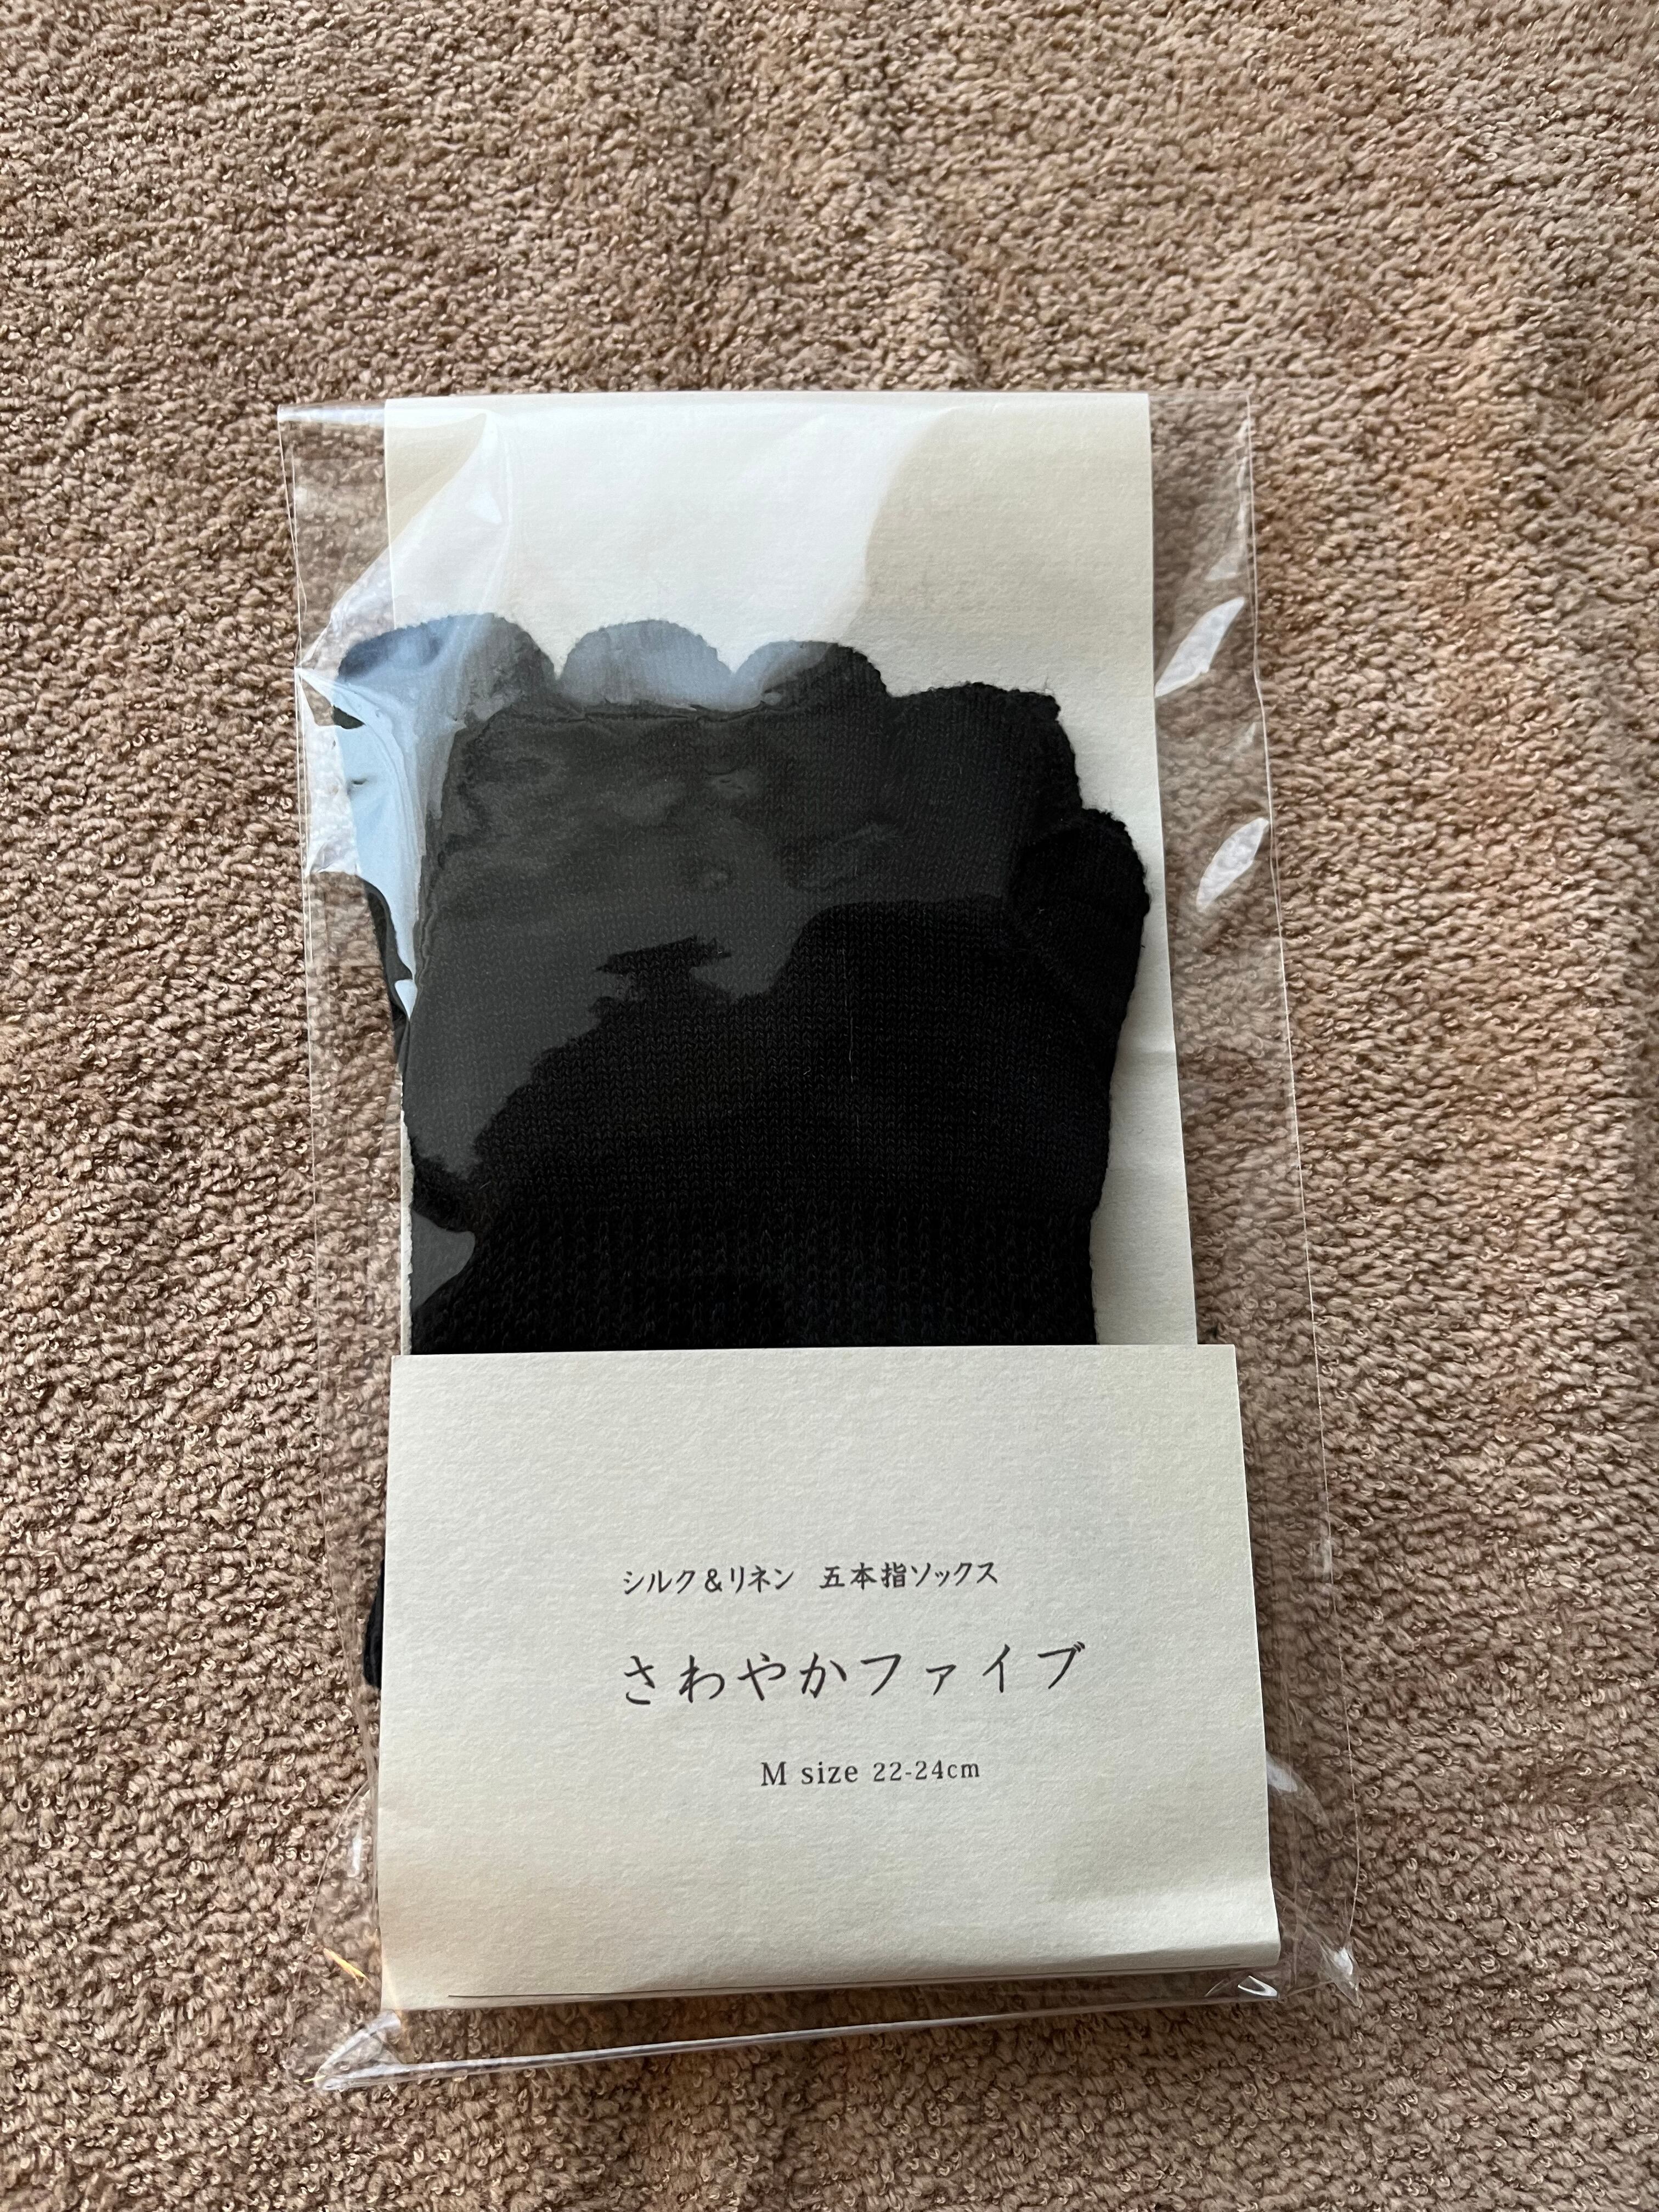 シルク&リネン 五本指ソックス
さわやかファイブ
M size 22-24cm